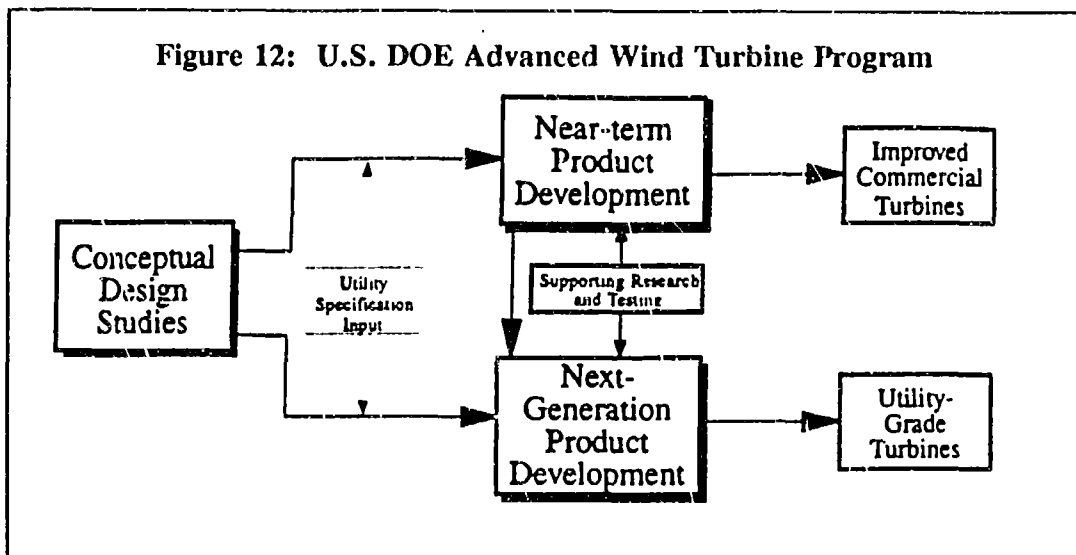 Figure 12: U.S. DOE Advanced Wind Turbine Program
Near-term
Product
Development
Improved
Commercial
Turbines
Conceptual
Design
Studies
Utility
Specification
Input
Supporting Research
and Testing
Next-
Generation
Product
Development
Utility-
Grade
Turbines